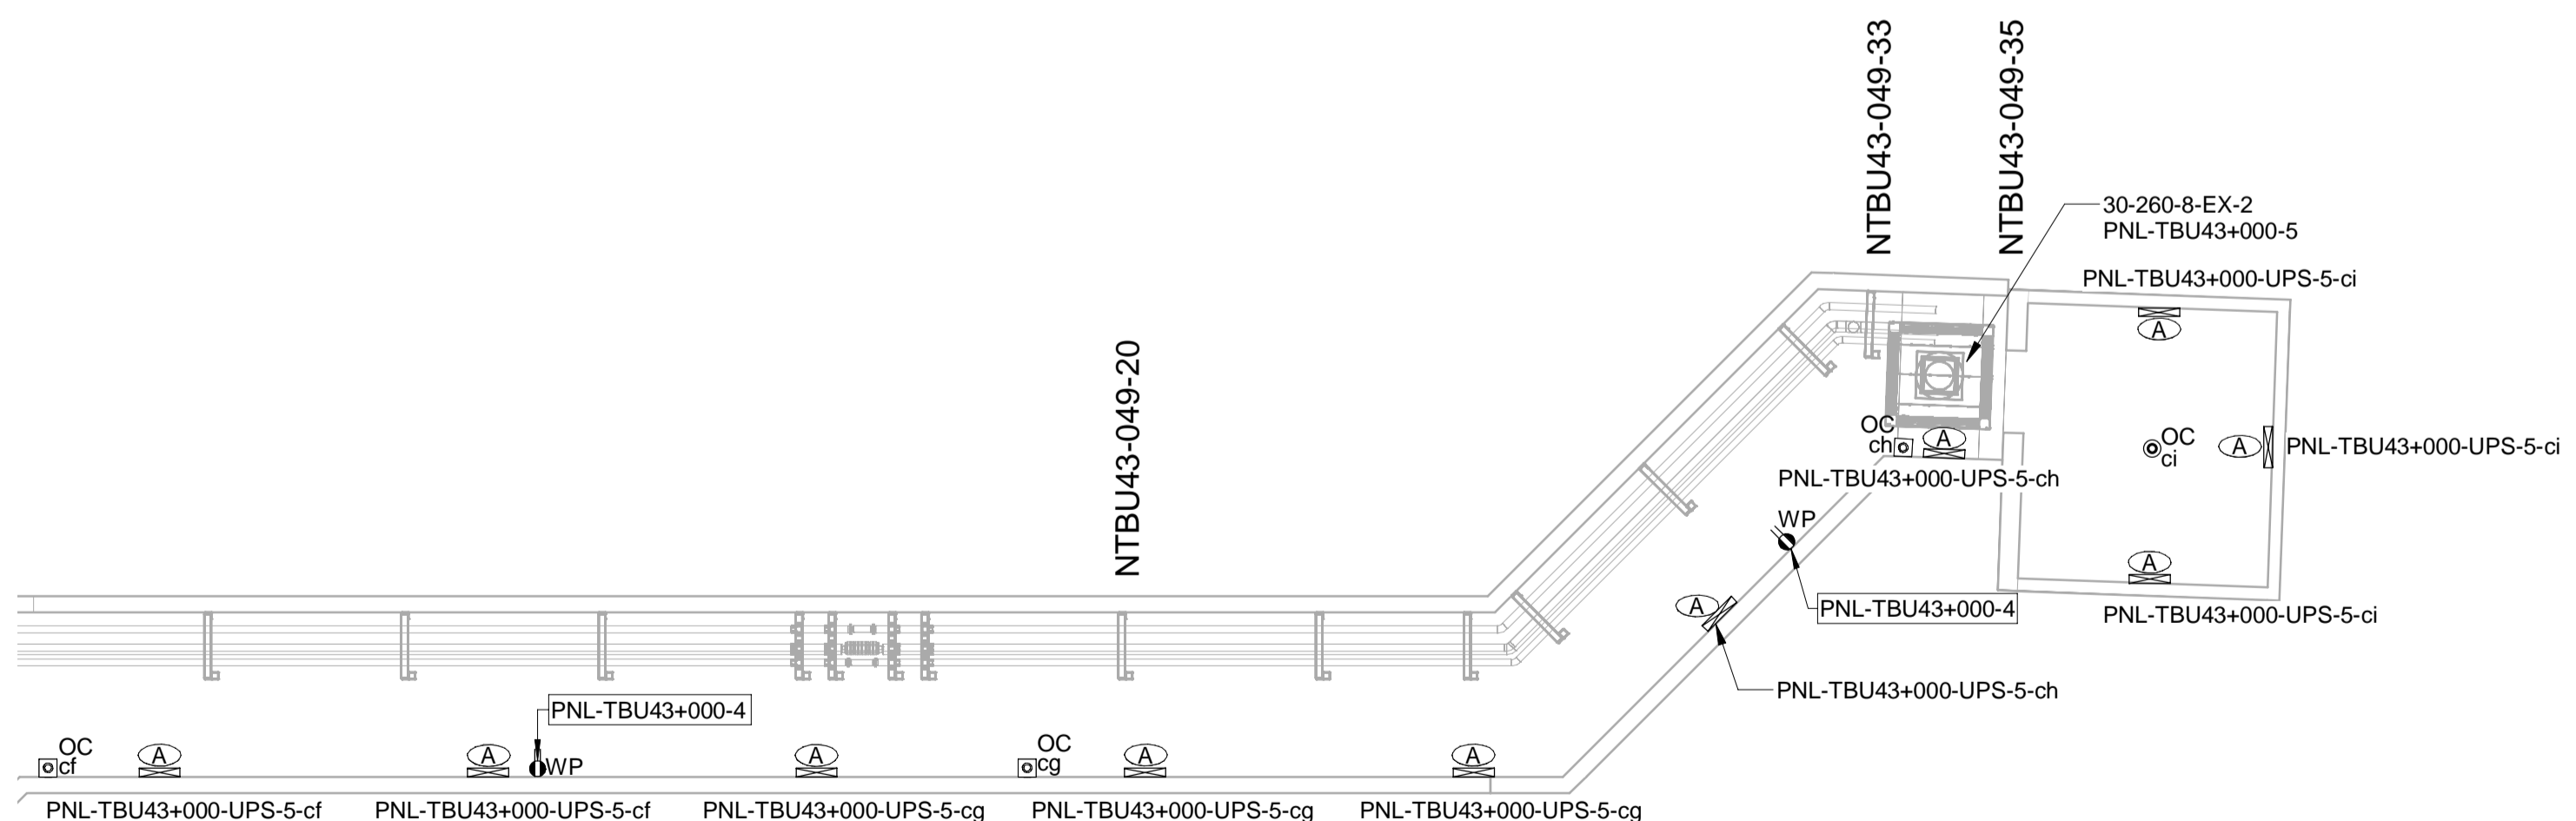 NTBU43-049-33
NTBU43-049-35
30-260-8-EX-2
PNL-TBU43+000-5
PNL-TBU43+000-UPS-5-ci
A
NTBU43-049-20
OC
ch
A
OC
ci
A
PNL-TBU43+000-UPS-5-ci
PNL-TBU43+000-UPS-5-ch
WP
A
PNL-TBU43+000-4
A
PNL-TBU43+000-UPS-5-ci
PNL-TBU43+000-UPS-5-ch
PNL-TBU43+000-4
OC
cf
A
A
WP
A
OC
cg
A
A
PNL-TBU43+000-UPS-5-cf
PNL-TBU43+000-UPS-5-cf
PNL-TBU43+000-UPS-5-cg
PNL-TBU43+000-UPS-5-cg
PNL-TBU43+000-UPS-5-cg